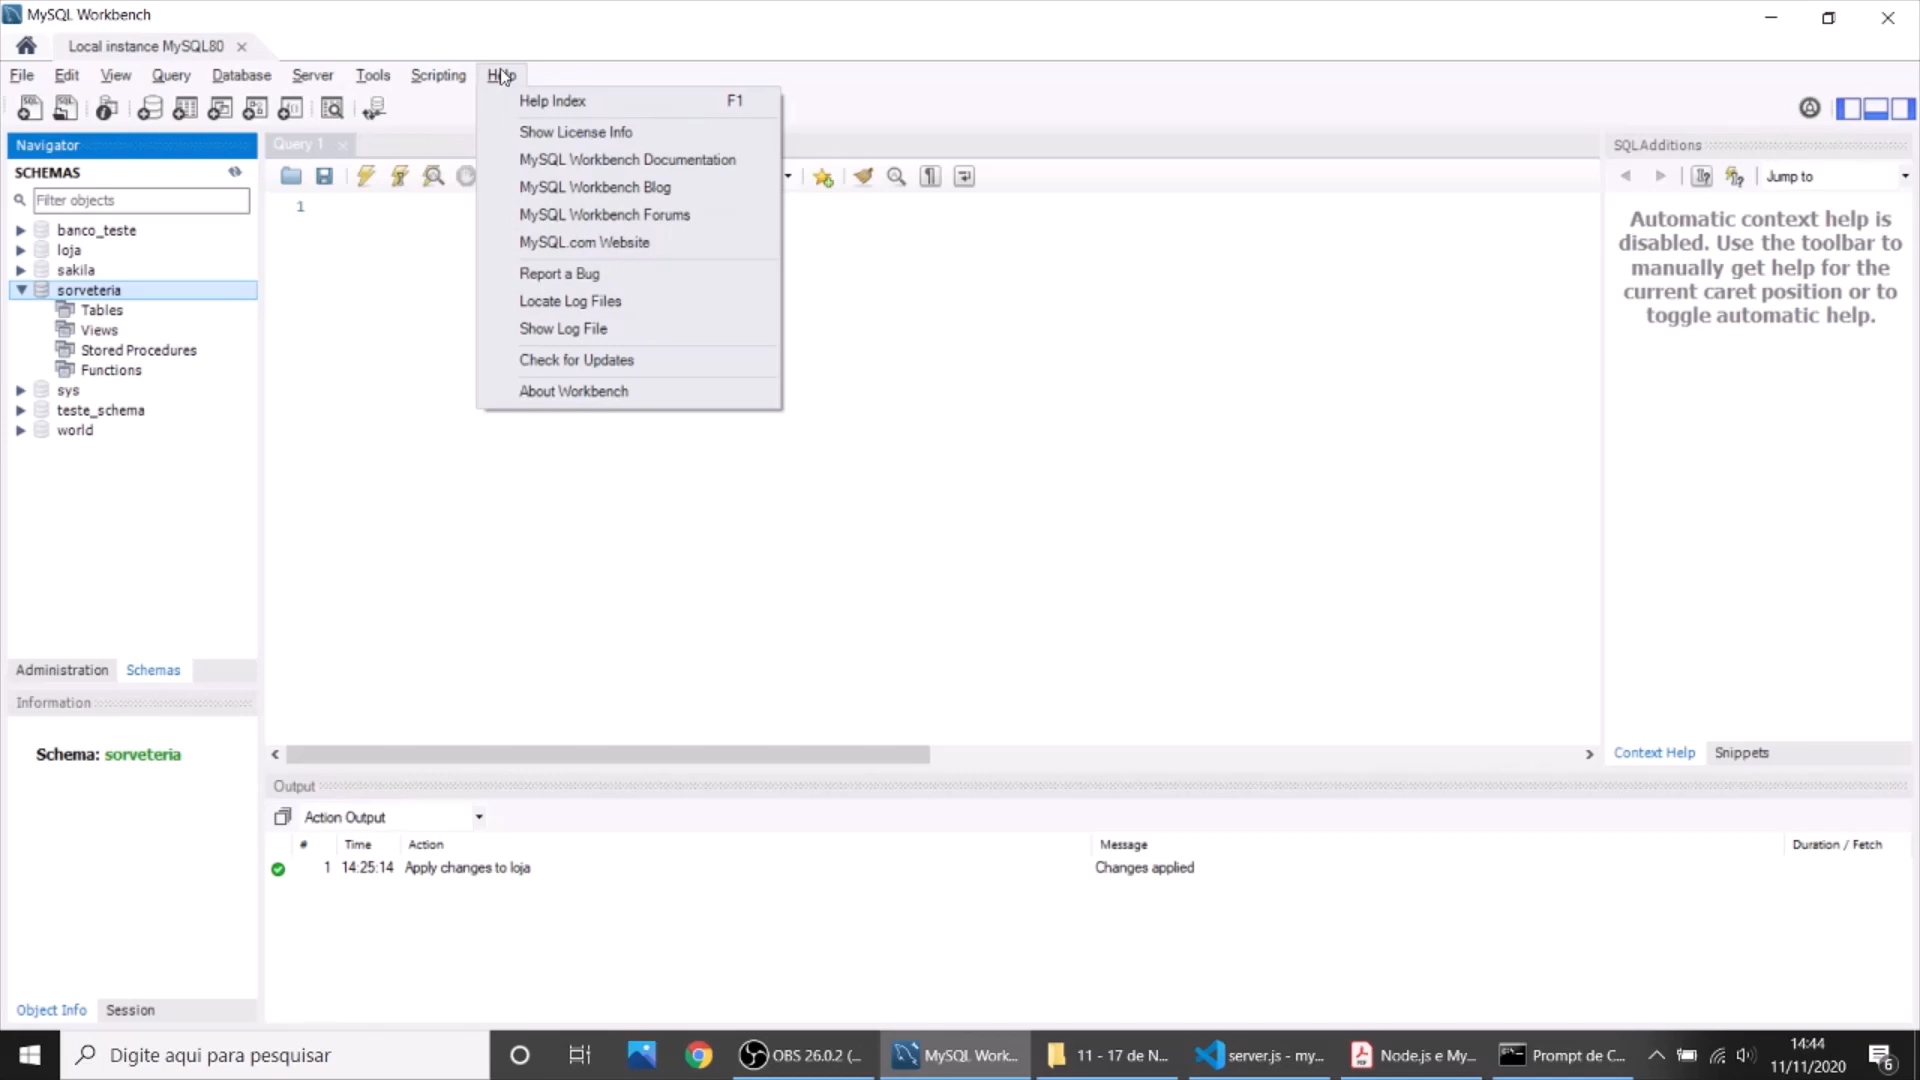 MySQL Workbench
Local instance MySQL80
File Edit View Query Database Server Tools Scripting Help
Help Index F1
Show License Info
MySQL Workbench Documentation
MySQL Workbench Blog
MySQL Workbench Forums
MySQL.com Website
Report a Bug
Locate Log Files
Show Log File
Check for Updates
About Workbench
Navigator
SCHEMAS
Filter objects
banco_teste
loja
sakila
sorveteria
Tables
Views
Stored Procedures
Functions
sys
teste_schema
world
Administration Schemas
Information
Schema: sorveteria
Object Info Session
Query 1
1
SQLAdditions
Jump to
Automatic context help is
disabled. Use the toolbar to
manually get help for the
current caret position or to
toggle automatic help.
Context Help Snippets
Output
Action Output
# Time Action Message Duration / Fetch
1 14:25:14 Apply changes to loja Changes applied
Digite aqui para pesquisar
OBS 26.0.2 (...
MySQL Work...
11 - 17 de N...
server.js - my...
Node.js e My...
Prompt de C...
14:44
11/11/2020
6